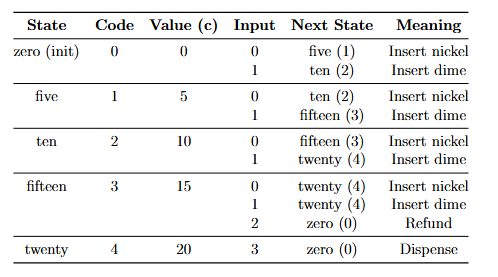 State Code Value (c) Input Next State Meaning
zero (init) 0 0 0 five (1) Insert nickel
1 ten (2) Insert dime
five 1 5 0 ten (2) Insert nickel
1 fifteen (3) Insert dime
ten 2 10 0 fifteen (3) Insert nickel
1 twenty (4) Insert dime
fifteen 3 15 0 twenty (4) Insert nickel
1 twenty (4) Insert dime
2 zero (0) Refund
twenty 4 20 3 zero (0) Dispense